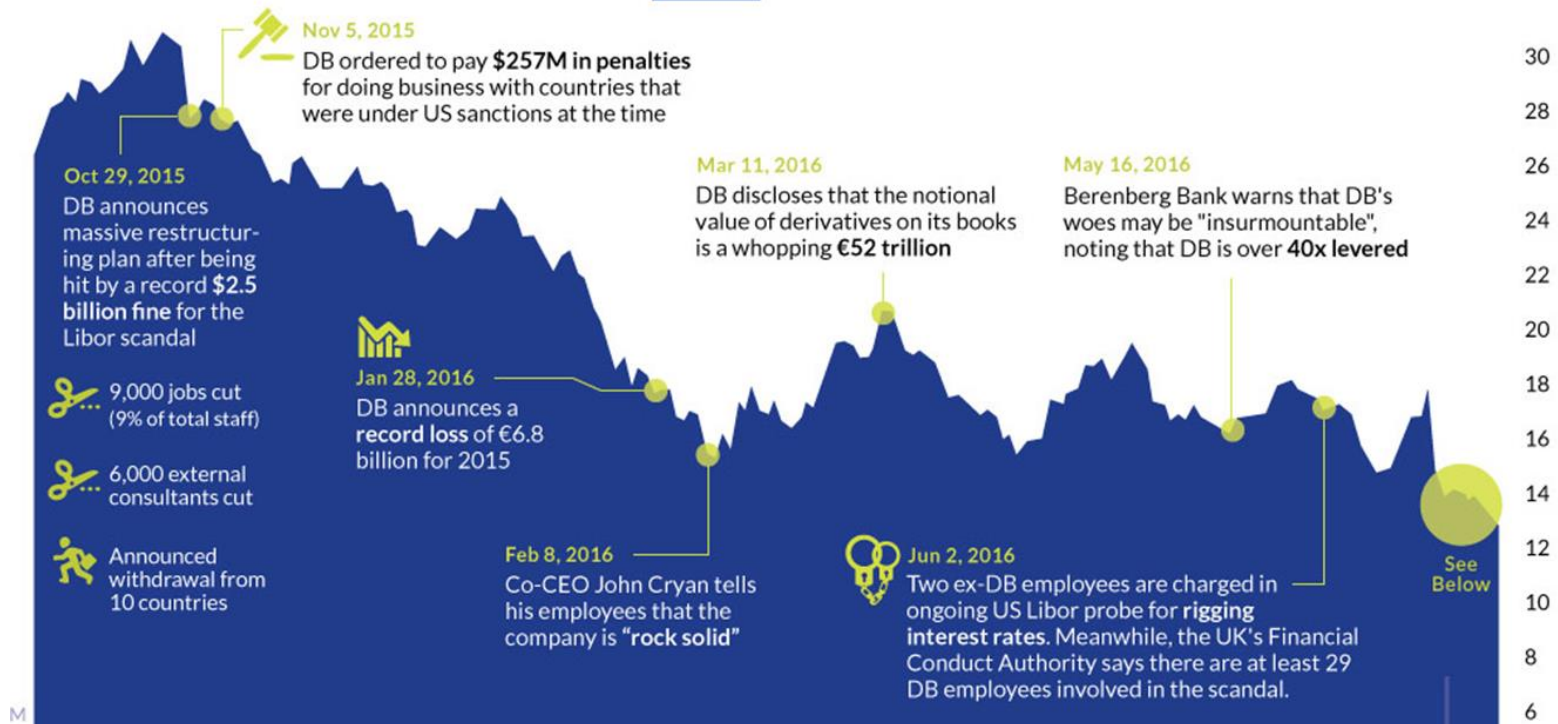 Nov 5, 2015
DB ordered to pay $257M in penalties
for doing business with countries that
were under US sanctions at the time
Oct 29, 2015
DB announces
massive restructur-
ing plan after being
hit by a record $2.5
billion fine for the
Libor scandal
9,000 jobs cut
(9% of total staff)
6,000 external
consultants cut
Announced
withdrawal from
10 countries
Jan 28, 2016
DB announces a
record loss of €6.8
billion for 2015
Feb 8, 2016
Co-CEO John Cryan tells
his employees that the
company is “rock solid”
Mar 11, 2016
DB discloses that the notional
value of derivatives on its books
is a whopping €52 trillion
May 16, 2016
Berenberg Bank warns that DB's
woes may be "insurmountable",
noting that DB is over 40x levered
Jun 2, 2016
Two ex-DB employees are charged in
ongoing US Libor probe for rigging
interest rates. Meanwhile, the UK's Financial
Conduct Authority says there are at least 29
DB employees involved in the scandal.
See
Below
30
28
26
24
22
20
18
16
14
12
10
8
6
M